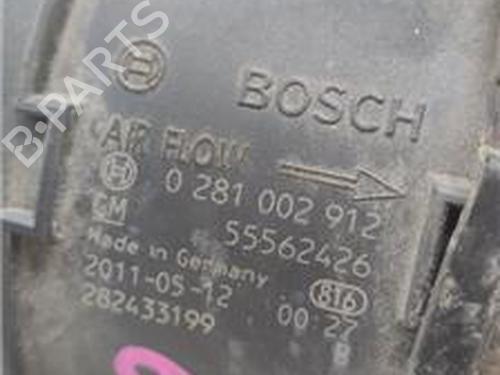 B-PARTS
BOSCH
AIR FLOW
0 281 002 912
GM 55562426
Made in Germany
2011-05-12 816
282433199 00:27
B